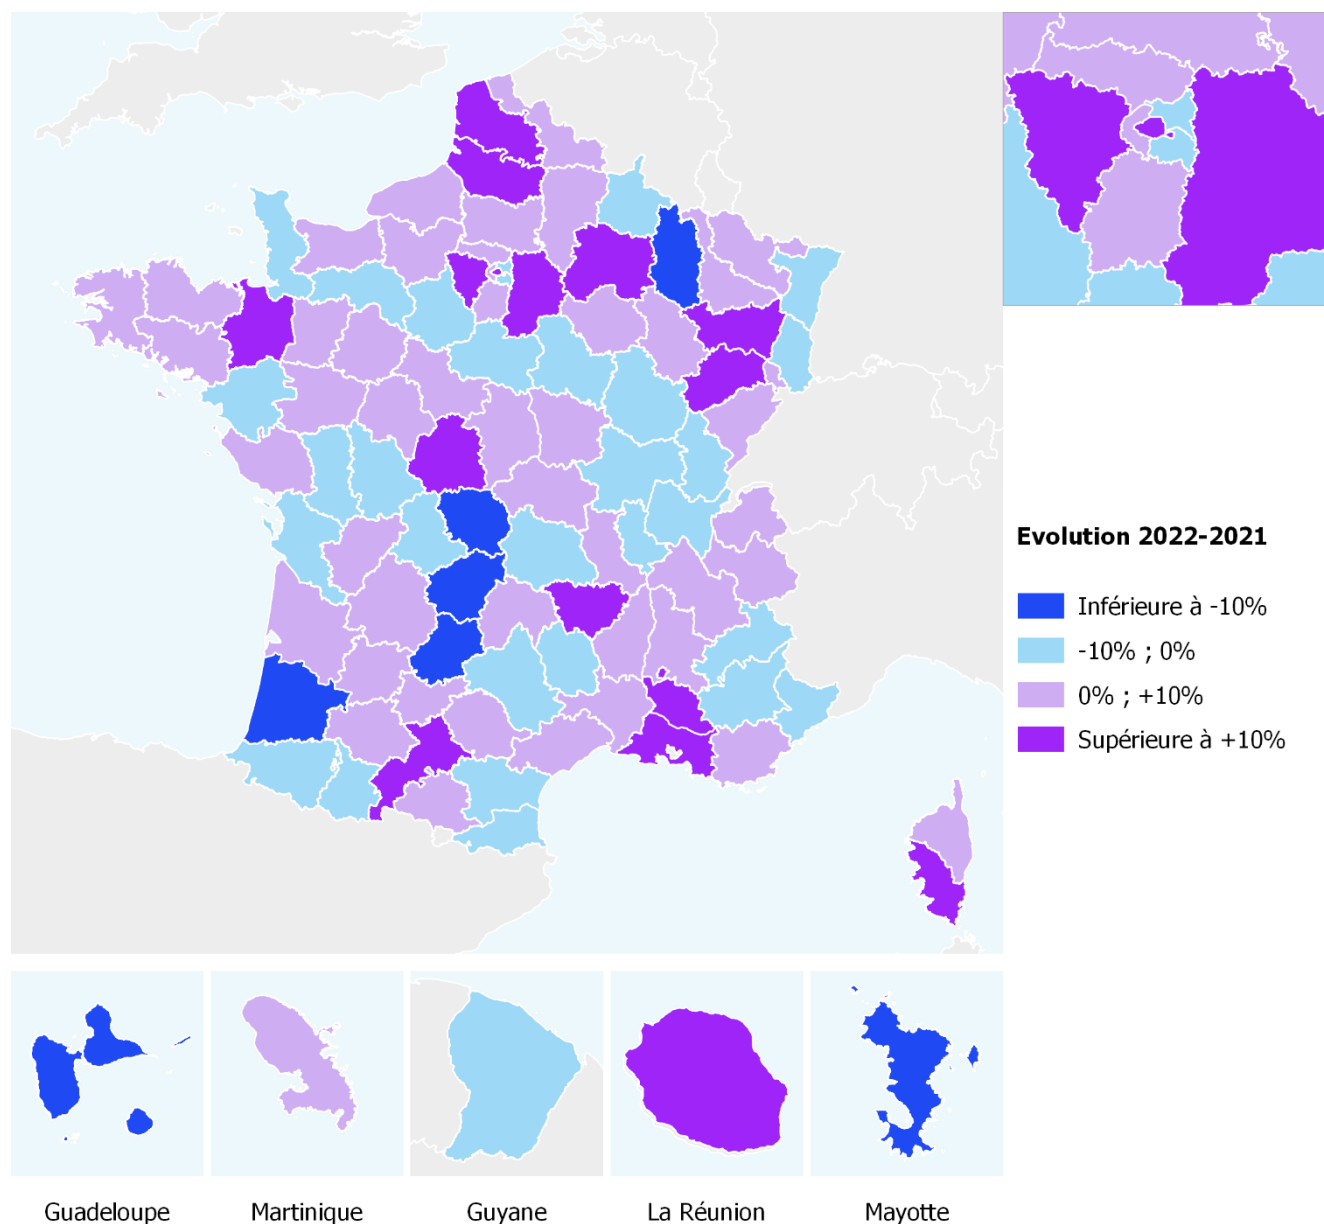 Evolution 2022-2021
Inférieure à -10%
-10% ; 0%
0% ; +10%
Supérieure à +10%
Guadeloupe
Martinique
Guyane
La Réunion
Mayotte